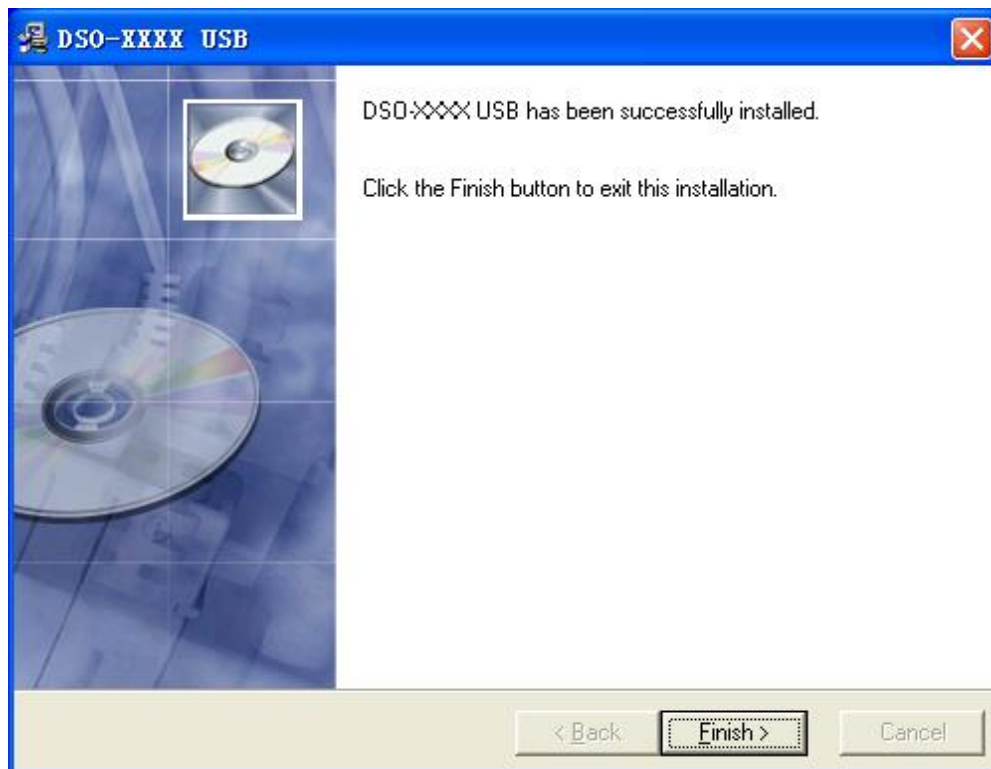 DSO-XXXX USB
DSO-XXXX USB has been successfully installed.
Click the Finish button to exit this installation.
< Back Finish > Cancel